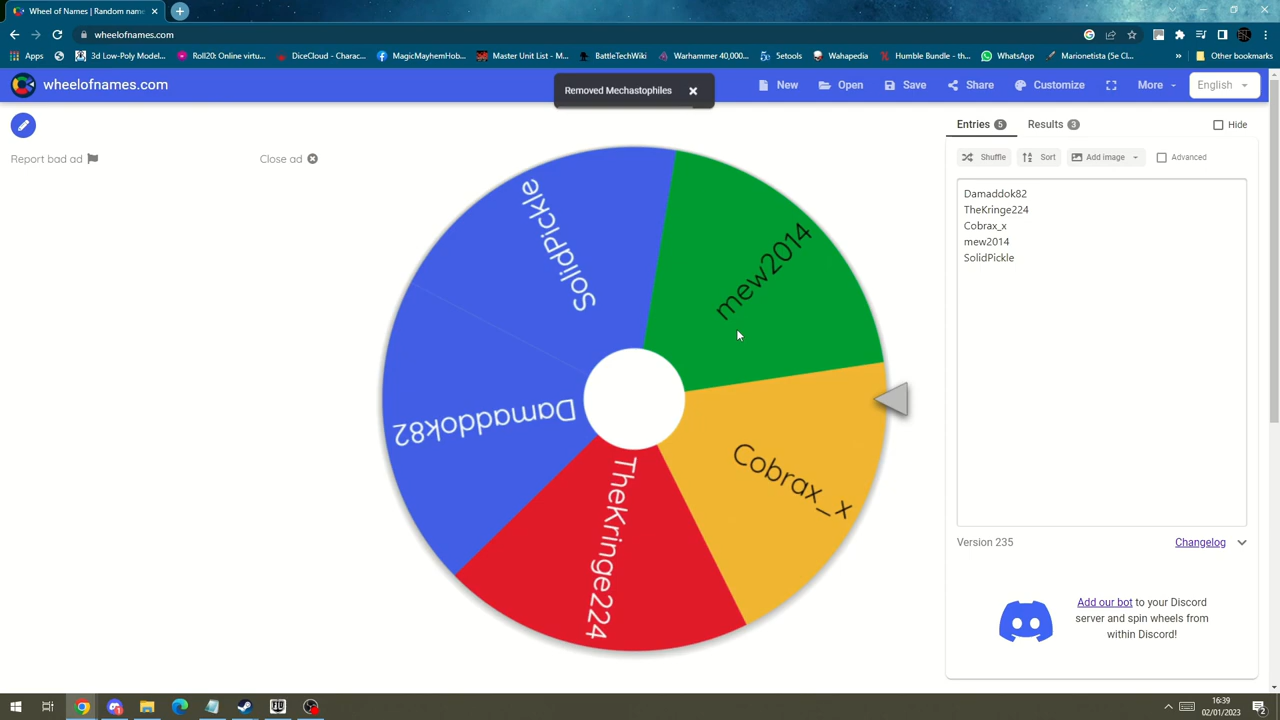 Wheel of Names | Random name
wheelofnames.com
Apps
3d Low-Poly Model...
Roll20: Online virtu...
DiceCloud - Charac...
MagicMayhemHob...
Master Unit List - M...
BattleTechWiki
Warhammer 40,000...
5etools
Wahapedia
Humble Bundle - th...
WhatsApp
Marionetista (5e Cl...
»
Other bookmarks
wheelofnames.com
Removed Mechastophiles
New
Open
Save
Share
Customize
More
English
Report bad ad
Close ad
Entries 5
Results 3
Hide
Shuffle
Sort
Add image
Advanced
Damaddok82
TheKringe224
Cobrax_x
mew2014
SolidPickle
SolidPickle
mew2014
Damaddok82
Cobrax_x
TheKringe224
Version 235
Changelog
Add our bot to your Discord
server and spin wheels from
within Discord!
16:39
02/01/2023
2